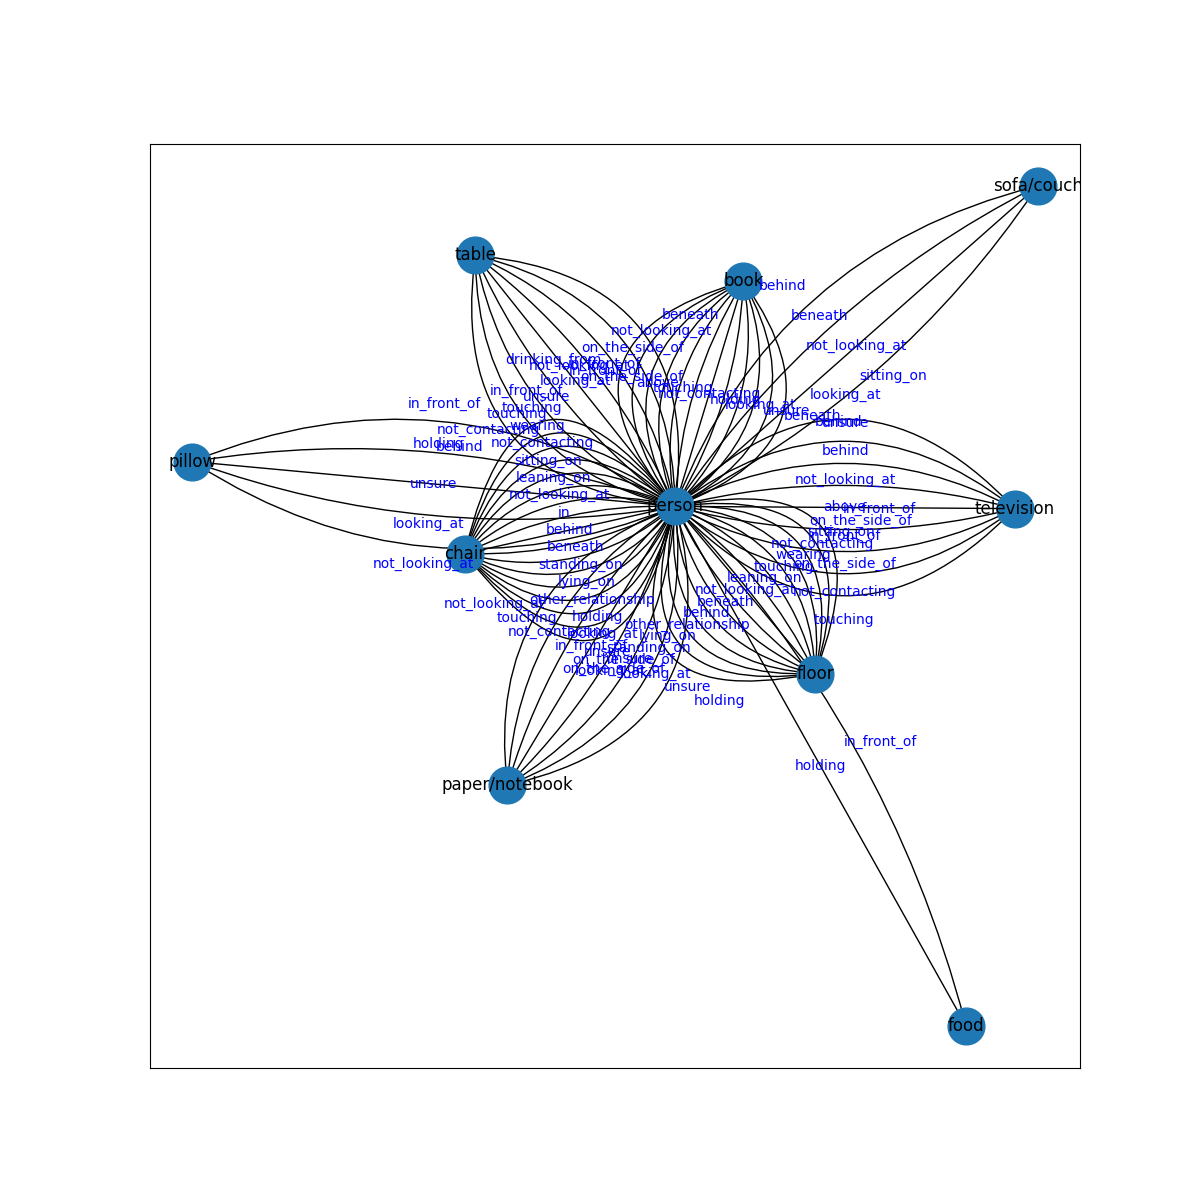 sofa/couch
table
book
behind
beneath
beneath
not_looking_at
not_looking_at
on_the_side_of
drinking_from
in_front_of
looking_at
on_the_side_of
above
touching
sitting_on
in_front_of
unsure
not_contacting
holding
looking_at
looking_at
in_front_of
touching
touching
unsure
beneath
behind
unsure
not_contacting
wearing
holding
behind
not_contacting
behind
pillow
sitting_on
unsure
leaning_on
not_looking_at
not_looking_at
person
above
in_front_of
television
in
on_the_side_of
looking_at
behind
sitting_on
in_front_of
beneath
not_contacting
chair
wearing
not_looking_at
standing_on
touching
on_the_side_of
lying_on
leaning_on
not_looking_at
not_contacting
other_relationship
beneath
not_looking_at
touching
holding
behind
touching
other_relationship
not_contacting
looking_at
lying_on
in_front_of
standing_on
unsure
unsure
on_the_side_of
on_the_side_of
looking_at
looking_at
floor
unsure
holding
in_front_of
holding
paper/notebook
food